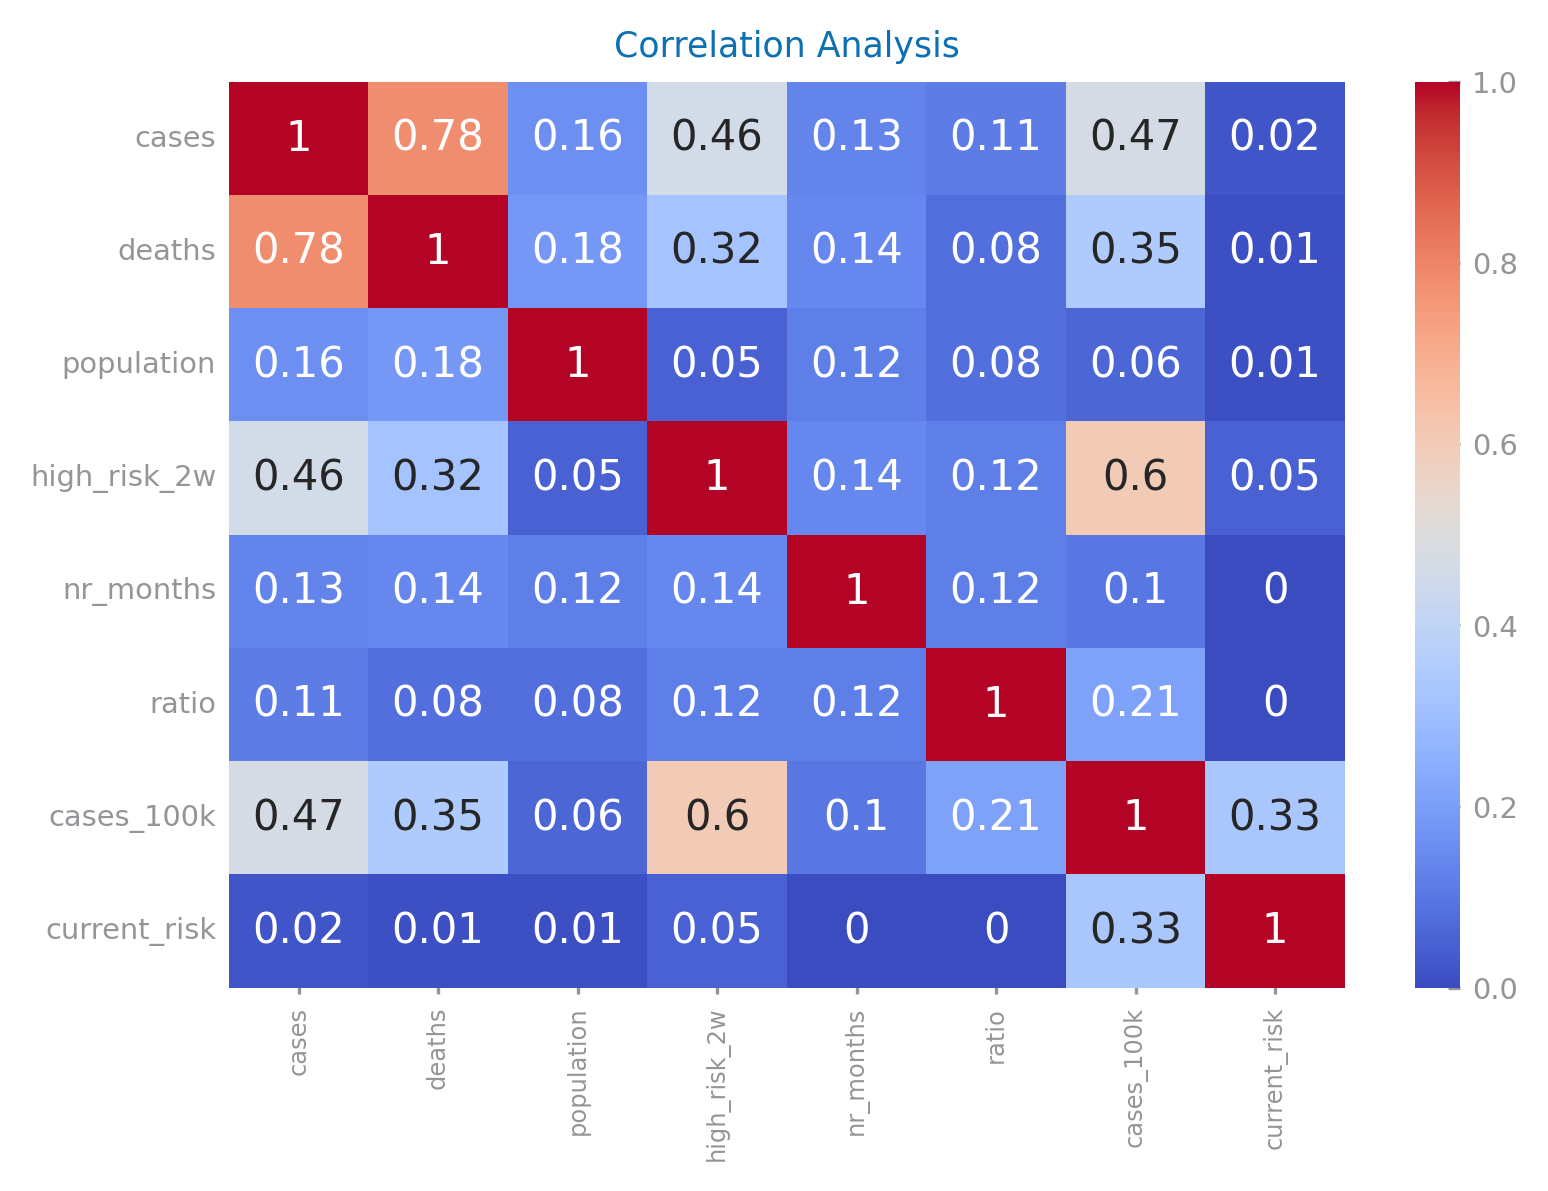 Correlation Analysis
cases 1 0.78 0.16 0.46 0.13 0.11 0.47 0.02
deaths 0.78 1 0.18 0.32 0.14 0.08 0.35 0.01
population 0.16 0.18 1 0.05 0.12 0.08 0.06 0.01
high_risk_2w 0.46 0.32 0.05 1 0.14 0.12 0.6 0.05
nr_months 0.13 0.14 0.12 0.14 1 0.12 0.1 0
ratio 0.11 0.08 0.08 0.12 0.12 1 0.21 0
cases_100k 0.47 0.35 0.06 0.6 0.1 0.21 1 0.33
current_risk 0.02 0.01 0.01 0.05 0 0 0.33 1
cases deaths population high_risk_2w nr_months ratio cases_100k current_risk
1.0
0.8
0.6
0.4
0.2
0.0